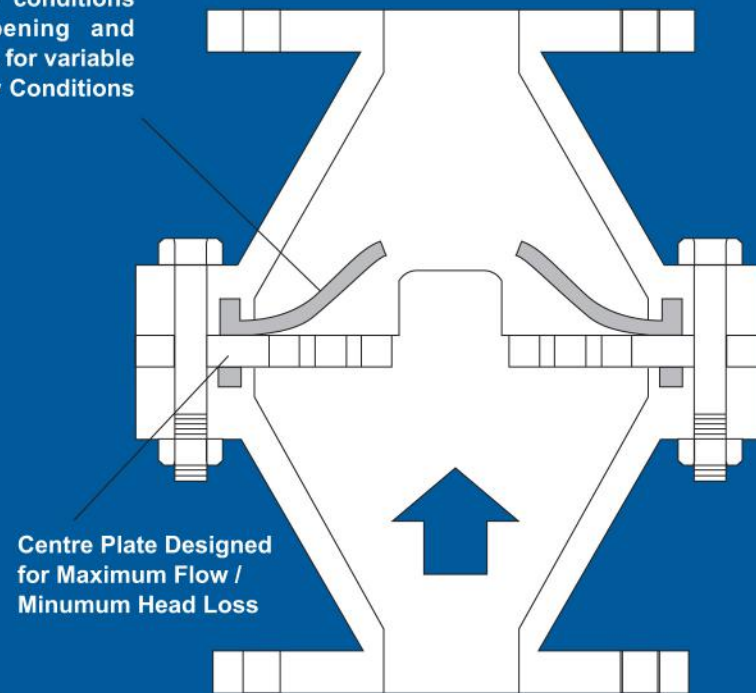 conditions
and
for variable
Conditions
Centre Plate Designed
for Maximum Flow /
Minumum Head Loss